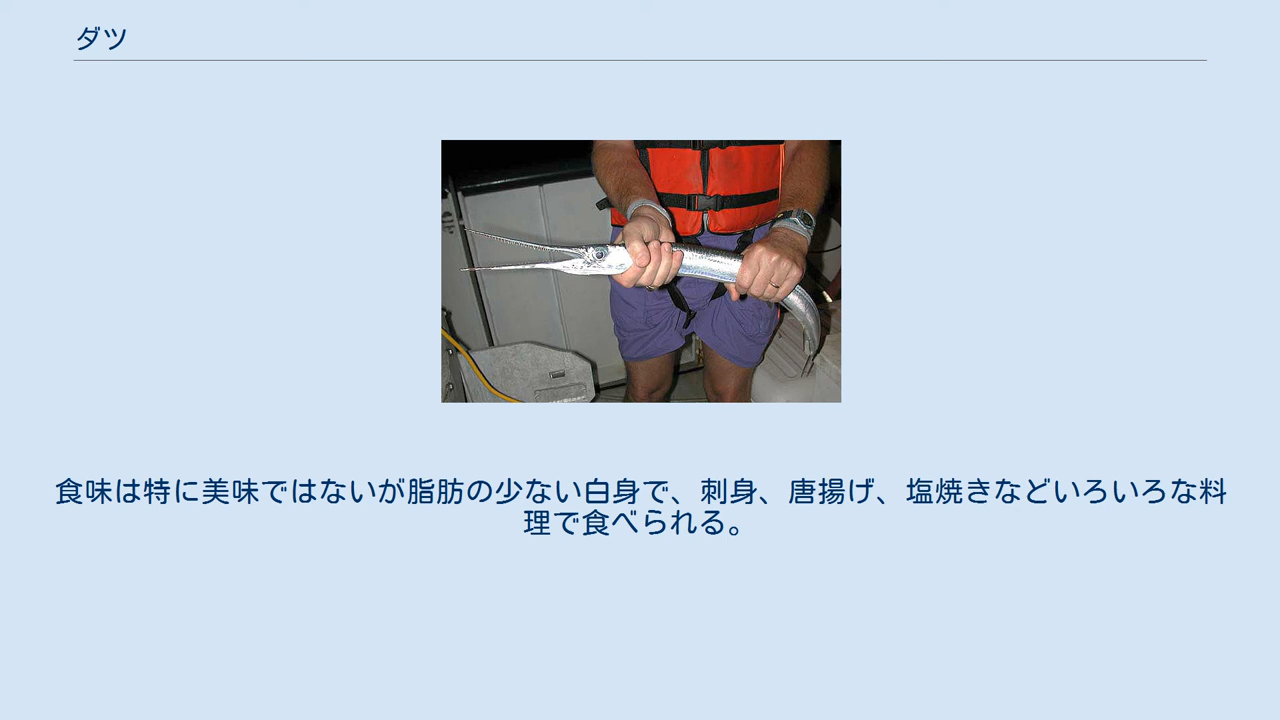 ダツ
食味は特に美味ではないが脂肪の少ない白身で、刺身、唐揚げ、塩焼きなどいろいろな料
理で食べられる。